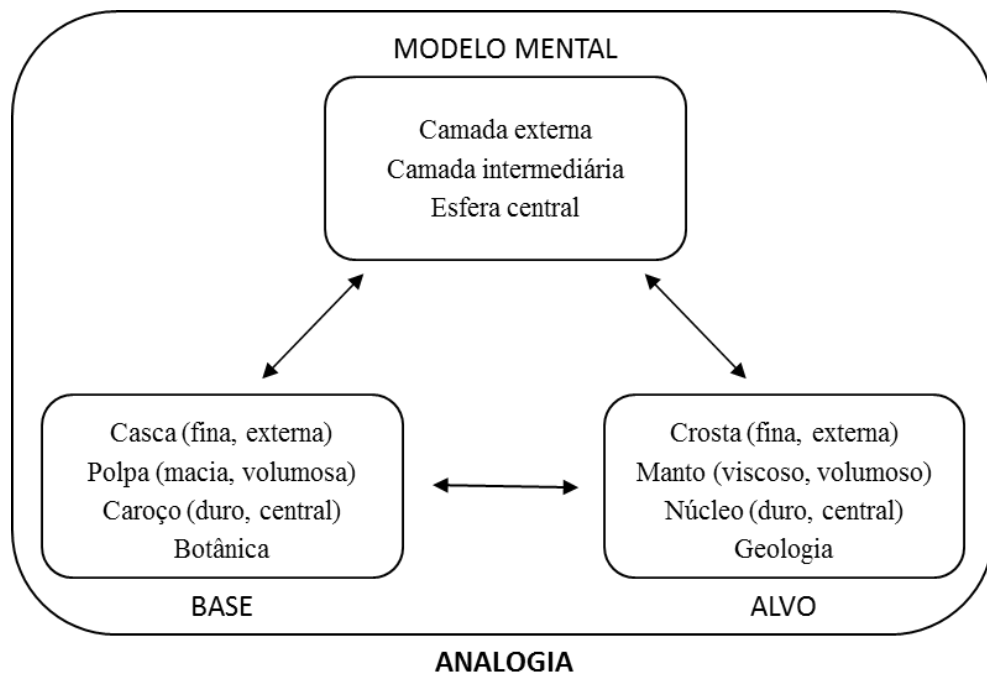 MODELO MENTAL
Camada externa
Camada intermediária
Esfera central
Casca (fina, externa)
Polpa (macia, volumosa)
Caroço (duro, central)
Botânica
BASE
Crosta (fina, externa)
Manto (viscoso, volumoso)
Núcleo (duro, central)
Geologia
ALVO
ANALOGIA